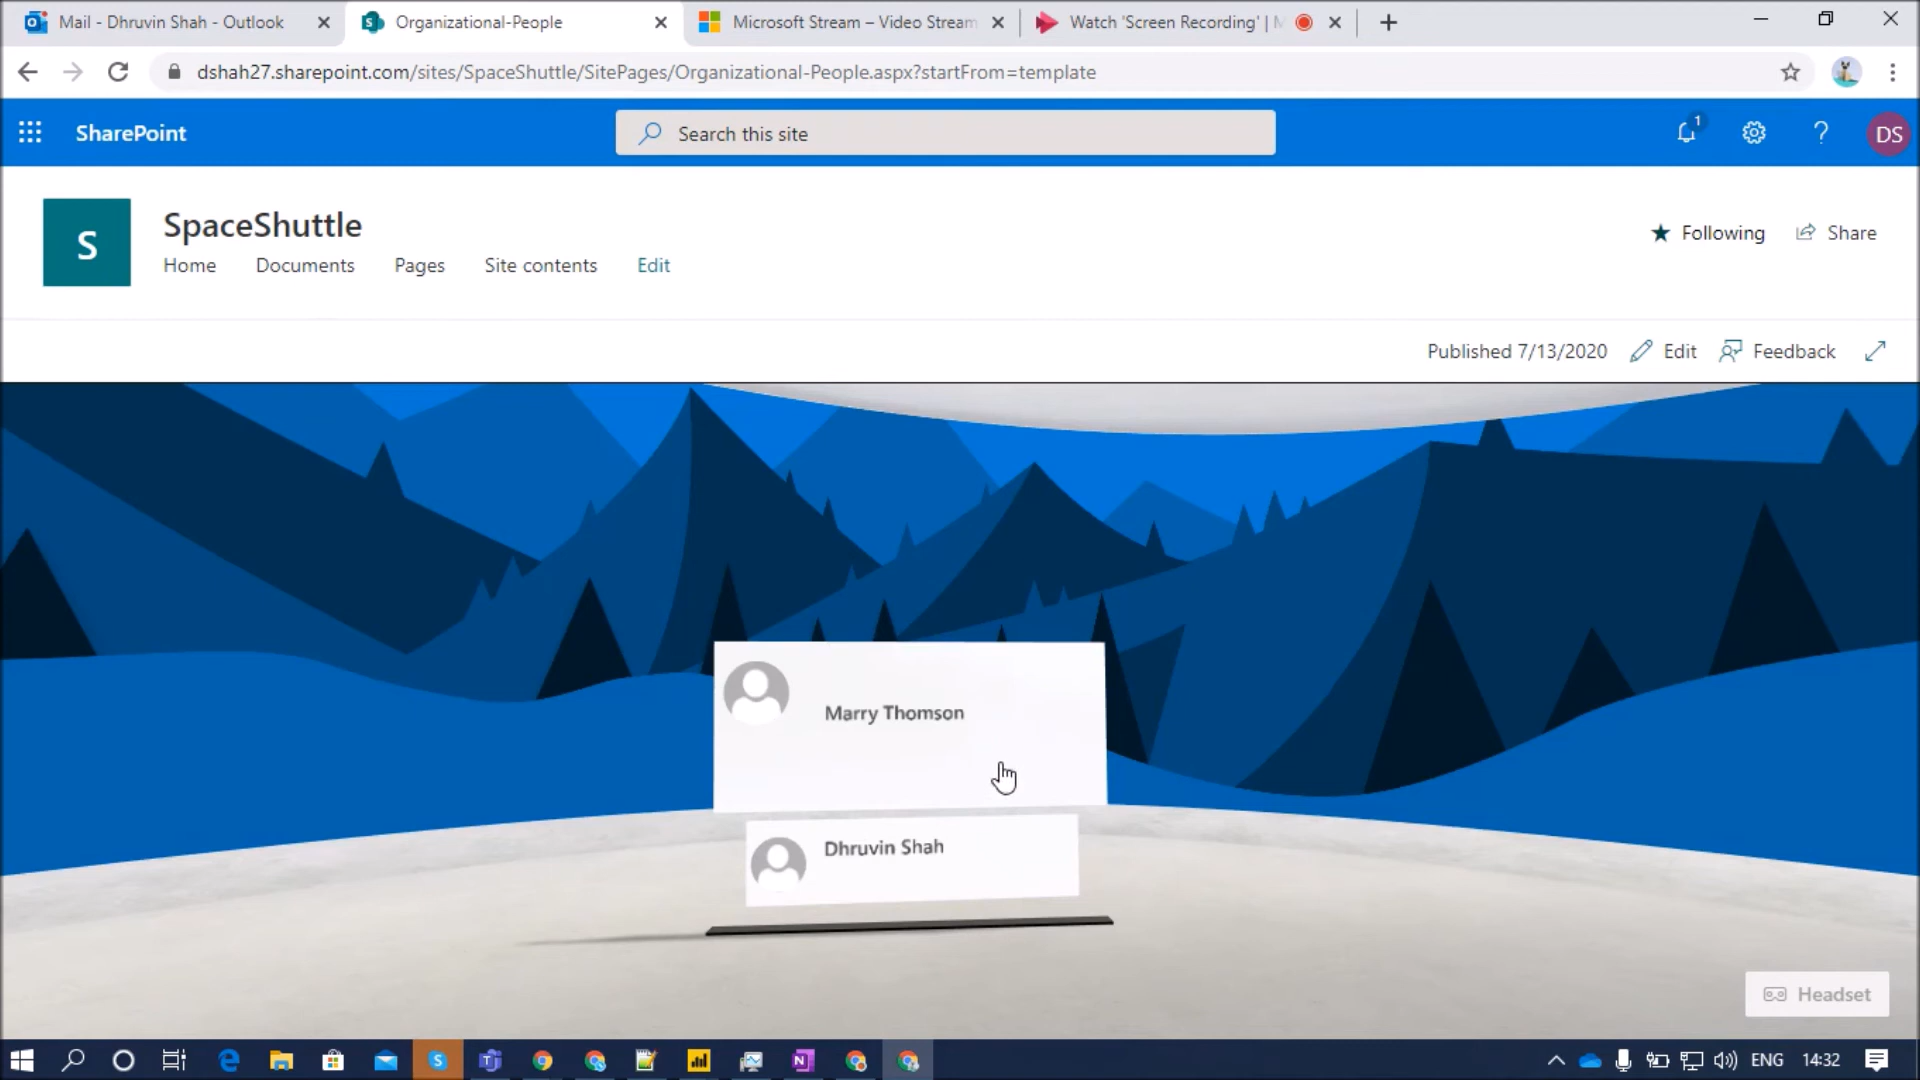 Mail - Dhruvin Shah - Outlook
Organizational-People
Microsoft Stream – Video Stream
Watch 'Screen Recording' |
dshah27.sharepoint.com/sites/SpaceShuttle/SitePages/Organizational-People.aspx?startFrom=template
SharePoint
Search this site
1
?
DS
S
SpaceShuttle
Following
Share
Home
Documents
Pages
Site contents
Edit
Published 7/13/2020
Edit
Feedback
Marry Thomson
Dhruvin Shah
Headset
ENG
14:32